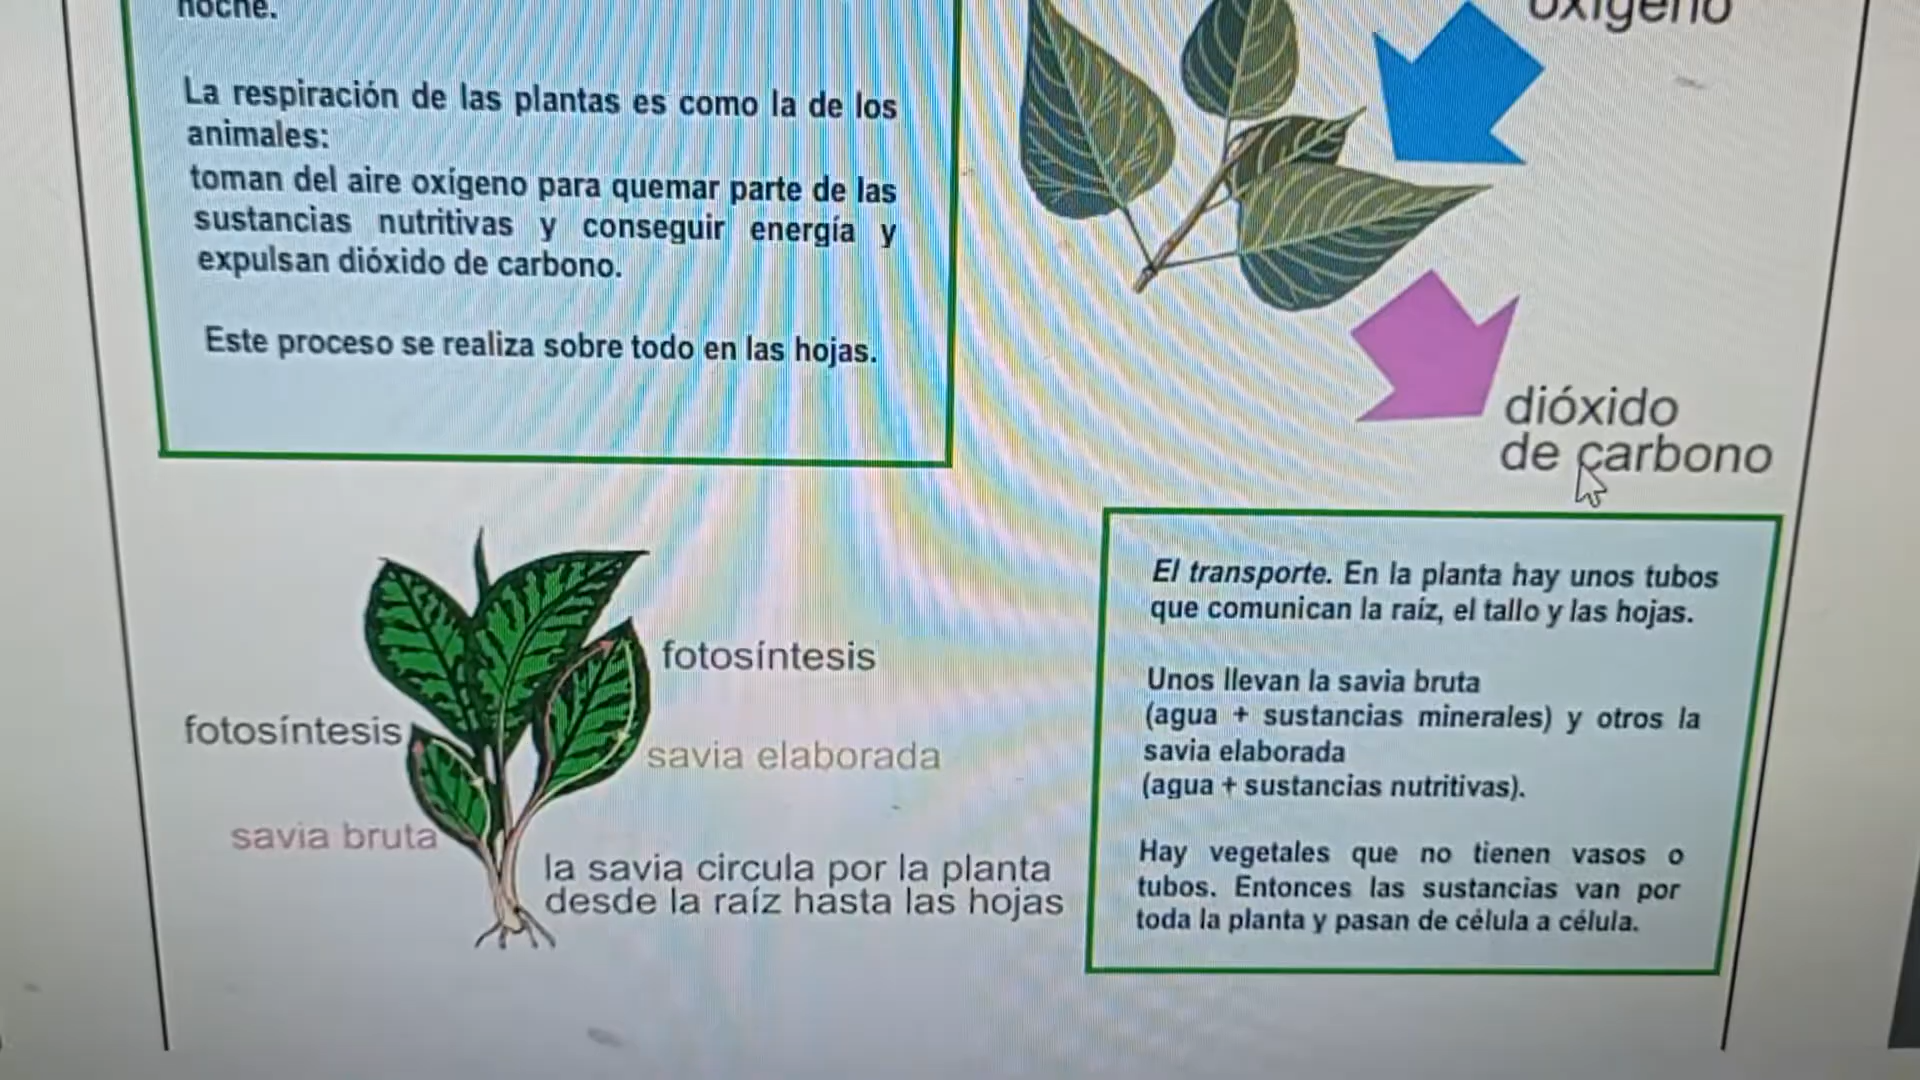 noche.
oxígeno
La respiración de las plantas es como la de los
animales:
toman del aire oxígeno para quemar parte de las
sustancias nutritivas y conseguir energía y
expulsan dióxido de carbono.
Este proceso se realiza sobre todo en las hojas.
dióxido
de carbono
fotosíntesis
fotosíntesis
savia elaborada
savia bruta
la savia circula por la planta
desde la raíz hasta las hojas
El transporte. En la planta hay unos tubos
que comunican la raíz, el tallo y las hojas.
Unos llevan la savia bruta
(agua + sustancias minerales) y otros la
savia elaborada
(agua + sustancias nutritivas).
Hay vegetales que no tienen vasos o
tubos. Entonces las sustancias van por
toda la planta y pasan de célula a célula.